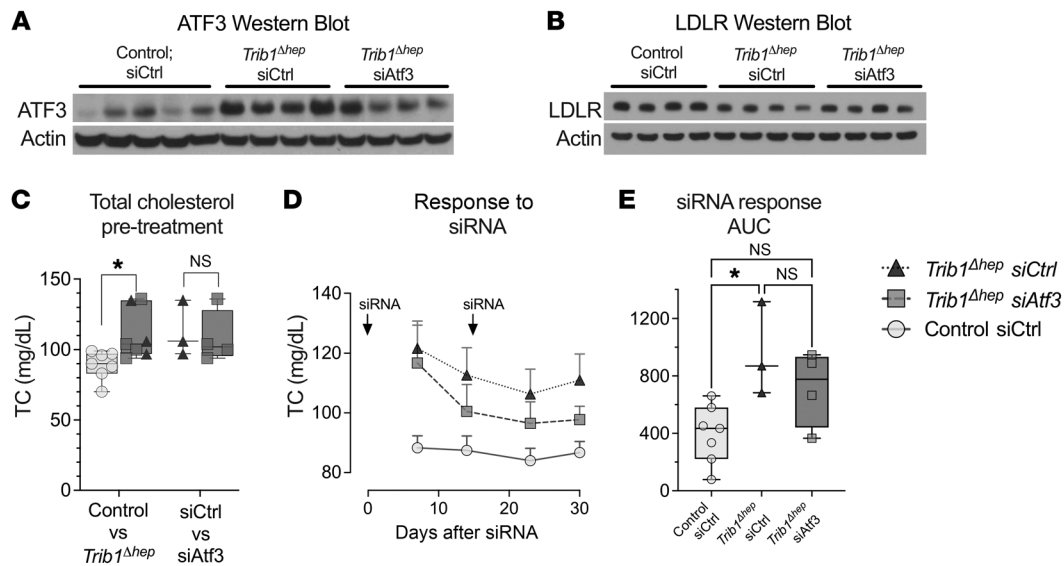 A
ATF3 Western Blot
Control;
siCtrl
Trib1Δhep
siCtrl
Trib1Δhep
siAtf3
ATF3
Actin
B
LDLR Western Blot
Control
siCtrl
Trib1Δhep
siCtrl
Trib1Δhep
siAtf3
LDLR
Actin
C
Total cholesterol
pre-treatment
*
NS
150
100
50
0
TC (mg/dL)
Control
vs
Trib1Δhep
siCtrl
vs
siAtf3
D
Response to
siRNA
siRNA
siRNA
140
120
100
80
TC (mg/dL)
0
10
20
30
Days after siRNA
E
siRNA response
AUC
NS
*
NS
1200
800
400
0
Control
siCtrl
Trib1Δhep
siCtrl
Trib1Δhep
siAtf3
Trib1Δhep siCtrl
Trib1Δhep siAtf3
Control siCtrl